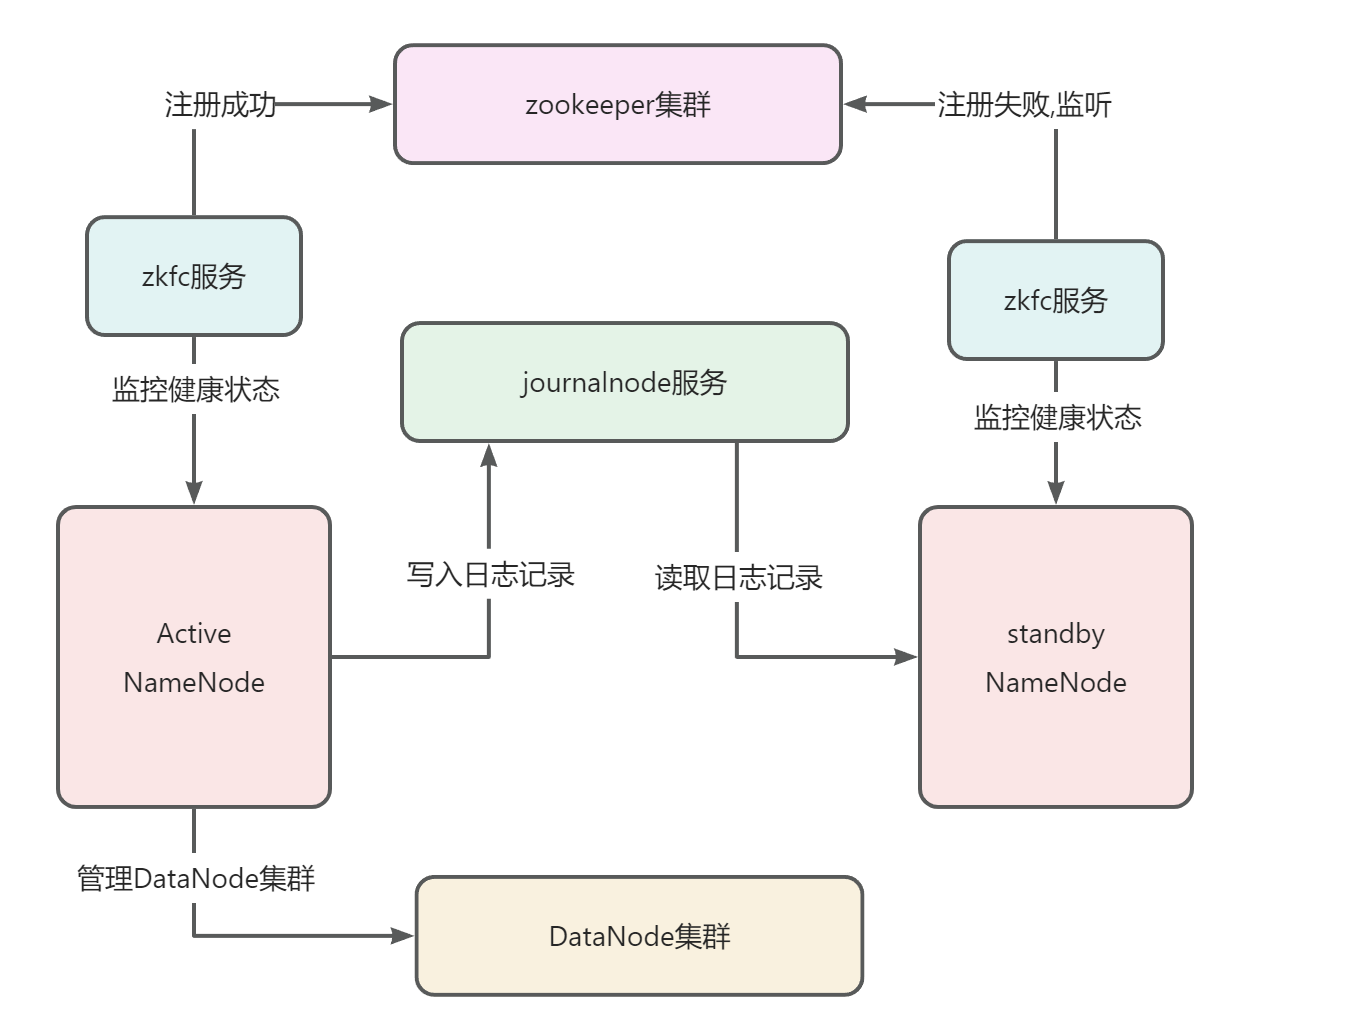 注册成功
zookeeper集群
注册失败,监听
zkfc服务
zkfc服务
监控健康状态
journalnode服务
监控健康状态
写入日志记录
读取日志记录
Active
NameNode
standby
NameNode
管理DataNode集群
DataNode集群